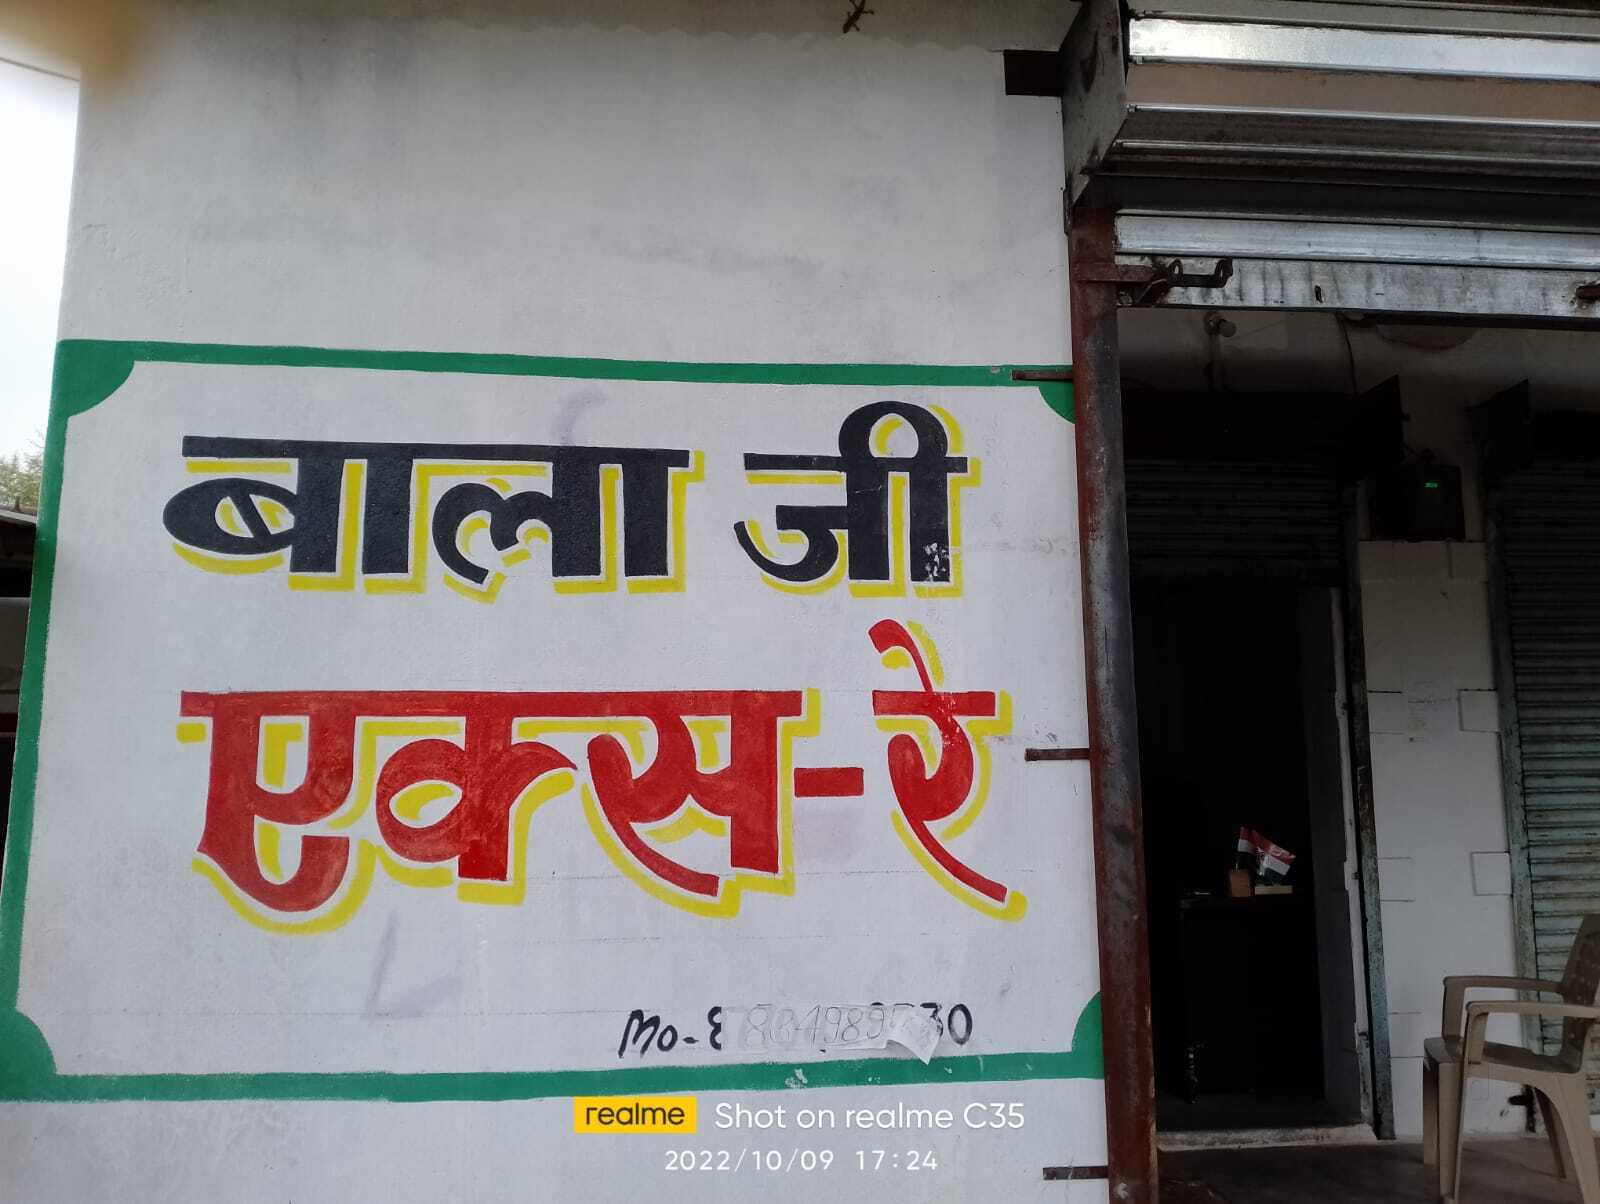 बाला जी
एक्स-रे
Mo-
realme Shot on realme C35
2022/10/09 17:24